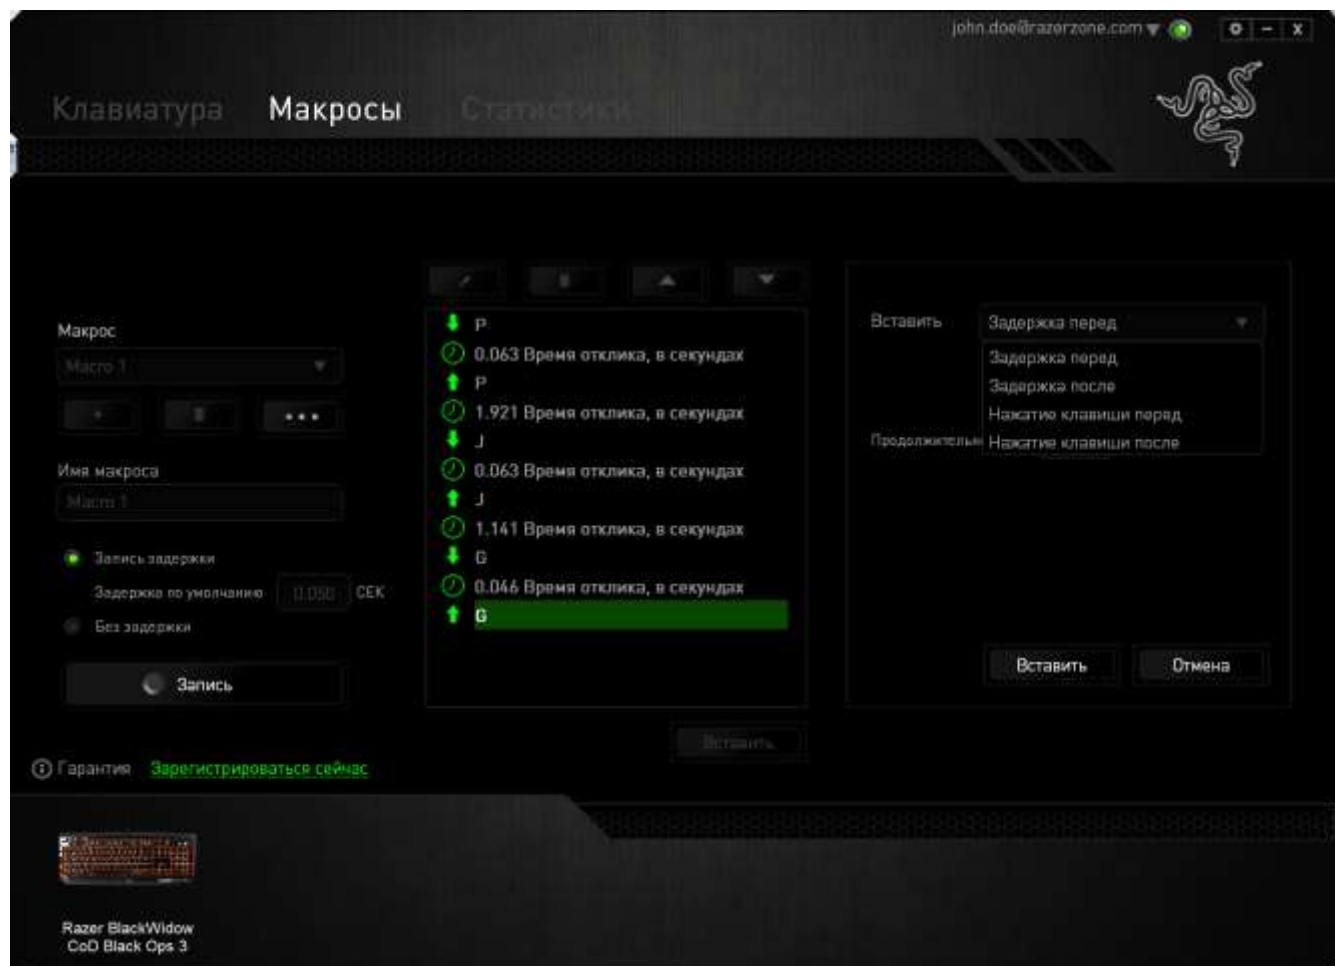 john.doe@razerzone.com
Клавиатура Макросы Статистики
Макрос
Macro 1
Имя макроса
Macro 1
Запись задержки
Задержка по умолчанию 0.050 СЕК
Без задержки
Запись
P
0.063 Время отклика, в секундах
P
1.921 Время отклика, в секундах
J
0.063 Время отклика, в секундах
J
1.141 Время отклика, в секундах
G
0.046 Время отклика, в секундах
G
Вставить
Вставить Задержка перед
Задержка перед
Задержка после
Нажатие клавиши перед
Продолжительн Нажатие клавиши после
Вставить Отмена
Гарантия Зарегистрироваться сейчас
Razer BlackWidow
CoD Black Ops 3